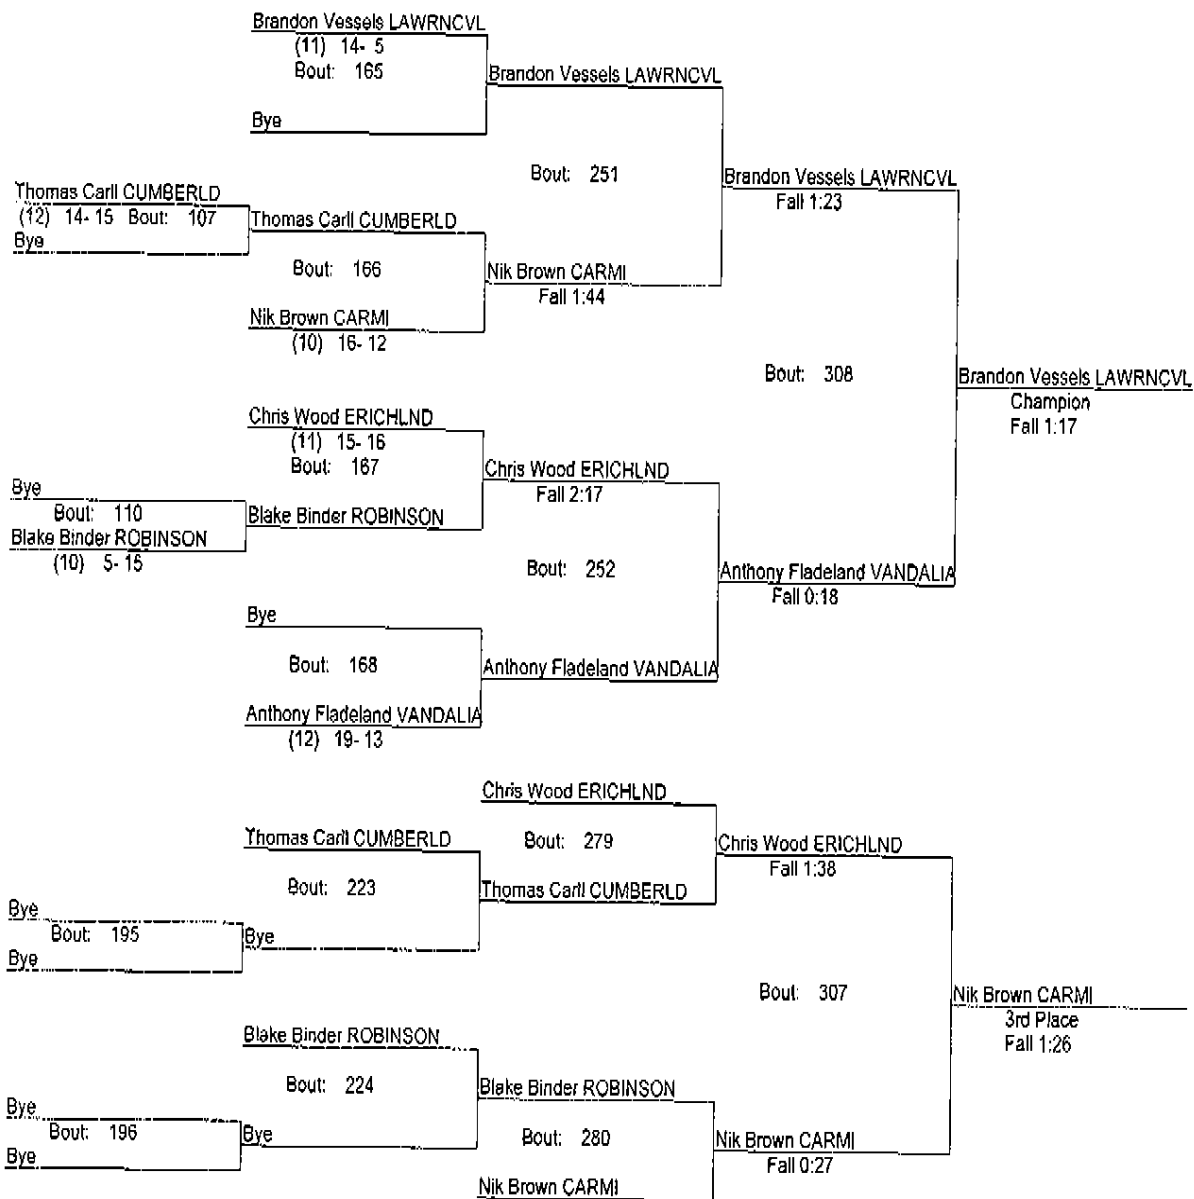 Brandon Vessels LAWRNCVL
(11) 14- 5
Bout: 165
Brandon Vessels LAWRNCVL
Bye
Bout: 251
Brandon Vessels LAWRNCVL
Fall 1:23
Thomas Carll CUMBERLD
(12) 14- 15 Bout: 107
Bye
Thomas Carll CUMBERLD
Bout: 166
Nik Brown CARMI
Fall 1:44
Nik Brown CARMI
(10) 16- 12
Bout: 308
Brandon Vessels LAWRNCVL
Champion
Fall 1:17
Chris Wood ERICHLND
(11) 15- 16
Bout: 167
Chris Wood ERICHLND
Fall 2:17
Bye
Bout: 110
Blake Binder ROBINSON
(10) 5- 15
Blake Binder ROBINSON
Bout: 252
Anthony Fladeland VANDALIA
Fall 0:18
Bye
Bout: 168
Anthony Fladeland VANDALIA
Anthony Fladeland VANDALIA
(12) 19- 13
Chris Wood ERICHLND
Bout: 279
Chris Wood ERICHLND
Fall 1:38
Thomas Carll CUMBERLD
Bout: 223
Thomas Carll CUMBERLD
Bye
Bout: 195
Bye
Bye
Bout: 307
Nik Brown CARMI
3rd Place
Fall 1:26
Blake Binder ROBINSON
Bout: 224
Blake Binder ROBINSON
Bye
Bout: 196
Bye
Bye
Bout: 280
Nik Brown CARMI
Fall 0:27
Nik Brown CARMI